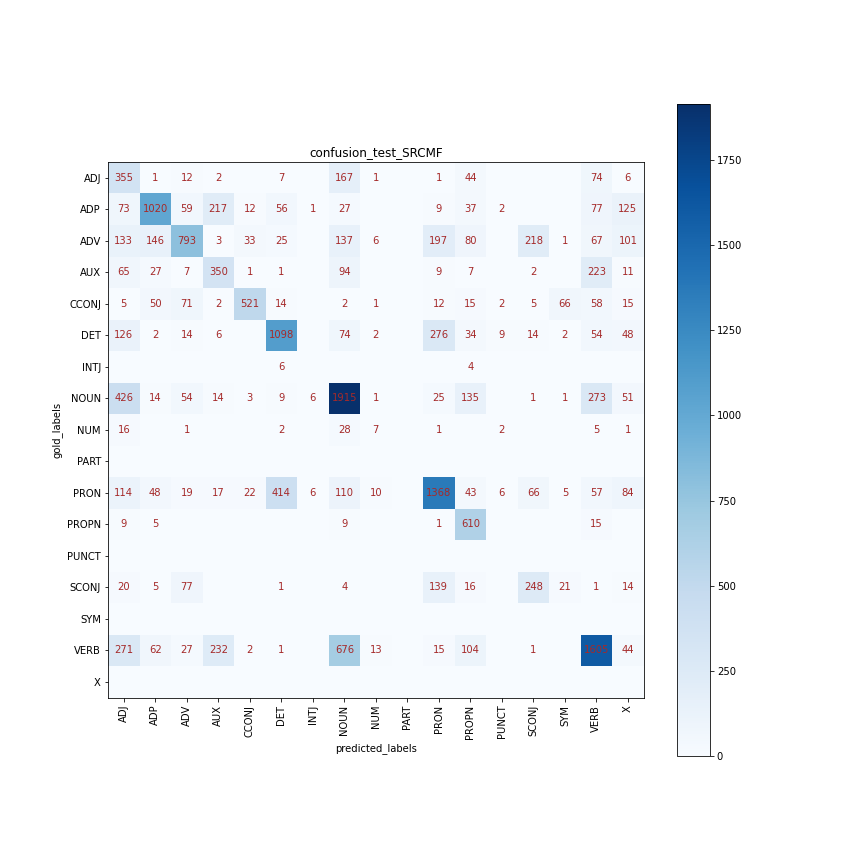 confusion_test_SRCMF
ADJ 355 1 12 2 7 167 1 1 44 74 6
ADP 73 1020 59 217 12 56 1 27 9 37 2 77 125
ADV 133 146 793 3 33 25 137 6 197 80 218 1 67 101
AUX 65 27 7 350 1 1 94 9 7 2 223 11
CCONJ 5 50 71 2 521 14 2 1 12 15 2 5 66 58 15
DET 126 2 14 6 1098 74 2 276 34 9 14 2 54 48
INTJ 6 4
NOUN 426 14 54 14 3 9 6 1915 1 25 135 1 1 273 51
NUM 16 1 2 28 7 1 2 5 1
PART
PRON 114 48 19 17 22 414 6 110 10 1368 43 6 66 5 57 84
PROPN 9 5 9 1 610 15
PUNCT
SCONJ 20 5 77 1 4 139 16 248 21 1 14
SYM
VERB 271 62 27 232 2 1 676 13 15 104 1 44
X
gold_labels
ADJ ADP ADV AUX CCONJ DET INTJ NOUN NUM PART PRON PROPN PUNCT SCONJ SYM VERB X
predicted_labels
1750
1500
1250
1000
750
500
250
0